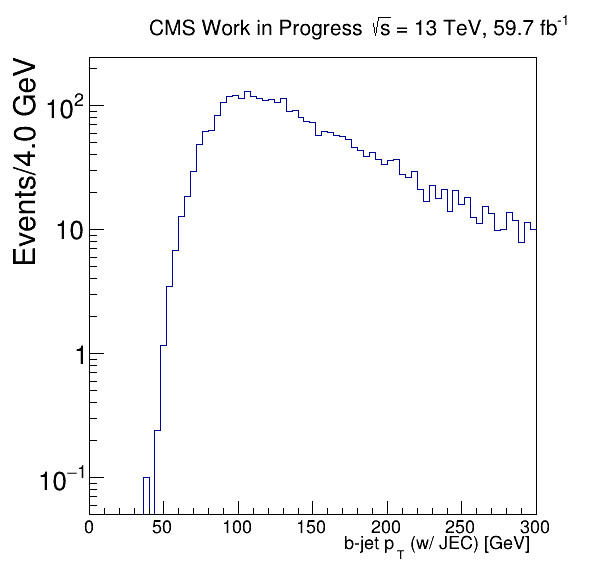 CMS Work in Progress √s = 13 TeV, 59.7 fb⁻¹
Events/4.0 GeV
10²
10
1
10⁻¹
0 50 100 150 200 250 300
b-jet p_T (w/ JEC) [GeV]